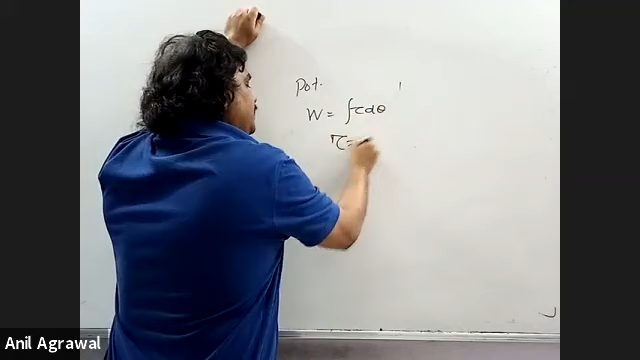 Pot.
W = ∫τdθ
τ=
Anil Agrawal